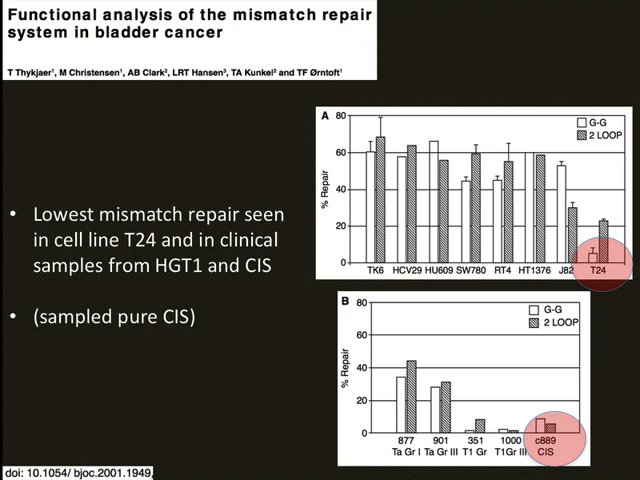 Functional analysis of the mismatch repair
system in bladder cancer
T Thykjaer¹, M Christensen¹, AB Clark², LRT Hansen³, TA Kunkel² and TF Ørntoft¹
• Lowest mismatch repair seen
in cell line T24 and in clinical
samples from HGT1 and CIS
• (sampled pure CIS)
A
G-G
2 LOOP
% Repair
80
60
40
20
0
TK6 HCV29 HU609 SW780 RT4 HT1376 J82 T24
B
G-G
2 LOOP
% Repair
80
60
40
20
0
877 901 351 1000 c889
Ta Gr I Ta Gr III T1 Gr T1Gr III CIS
doi: 10.1054/ bjoc.2001.1949,